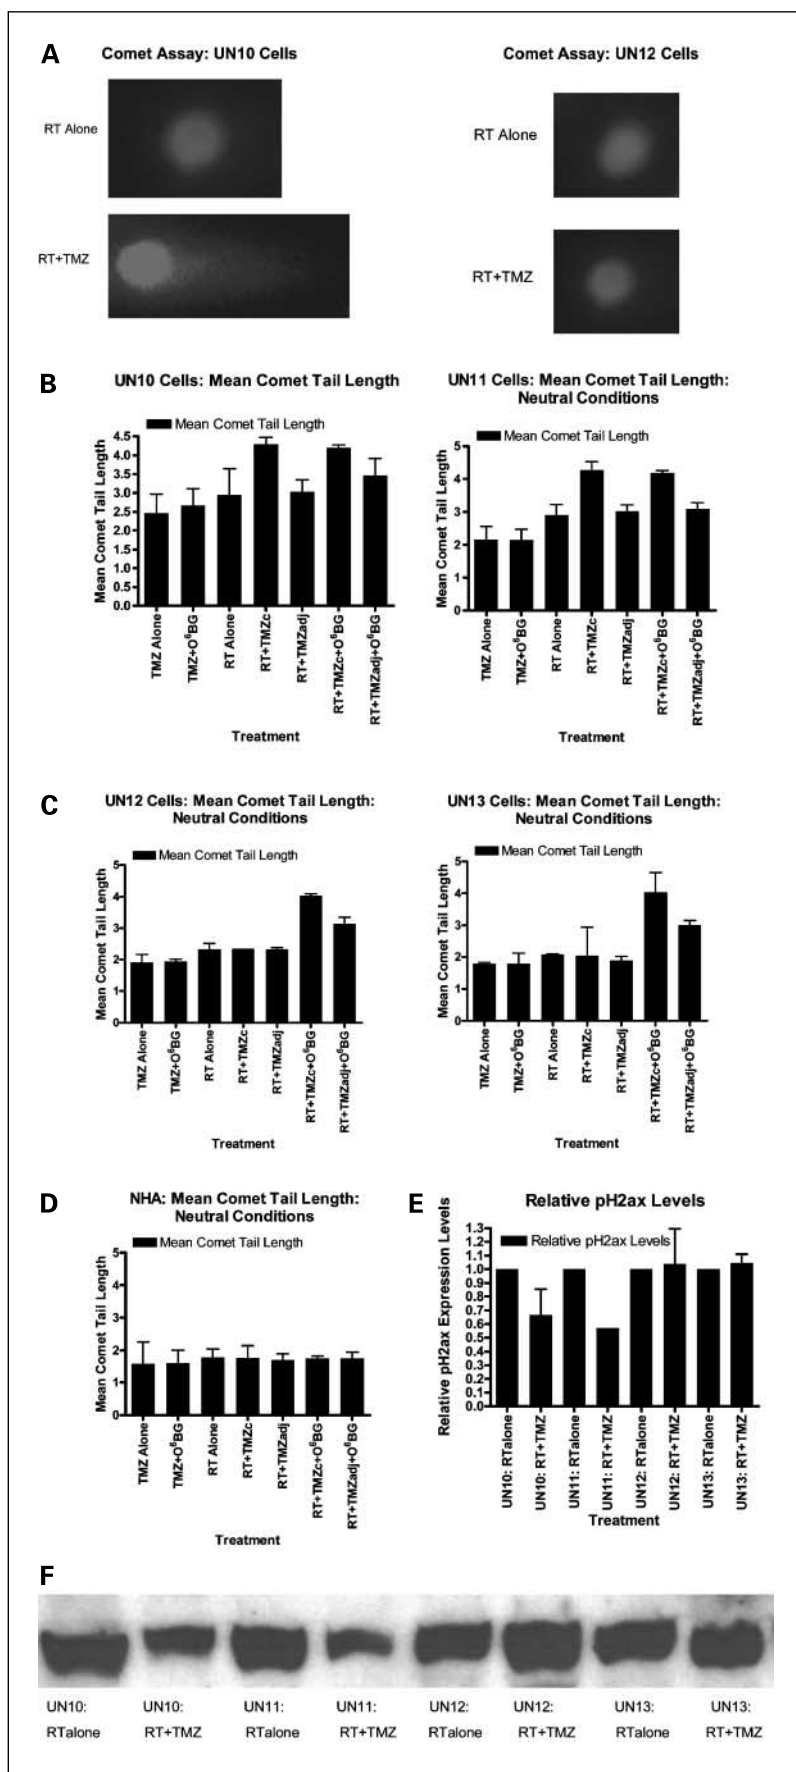 A
Comet Assay: UN10 Cells
Comet Assay: UN12 Cells
RT Alone
RT Alone
RT+TMZ
RT+TMZ
B
UN10 Cells: Mean Comet Tail Length
Mean Comet Tail Length
Mean Comet Tail Length
4.5
4.0
3.5
3.0
2.5
2.0
1.5
1.0
0.5
0.0
TMZ Alone
TMZ+O⁶BG
RT Alone
RT+TMZc
RT+TMZadj
RT+TMZc+O⁶BG
RT+TMZadj+O⁶BG
Treatment
UN11 Cells: Mean Comet Tail Length:
Neutral Conditions
Mean Comet Tail Length
Mean Comet Tail Length
5
4
3
2
1
0
TMZ Alone
TMZ+O⁶BG
RT Alone
RT+TMZc
RT+TMZadj
RT+TMZc+O⁶BG
RT+TMZadj+O⁶BG
Treatment
C
UN12 Cells: Mean Comet Tail Length:
Neutral Conditions
Mean Comet Tail Length
Mean Comet Tail Length
5
4
3
2
1
0
TMZ Alone
TMZ+O⁶BG
RT Alone
RT+TMZc
RT+TMZadj
RT+TMZc+O⁶BG
RT+TMZadj+O⁶BG
Treatment
UN13 Cells: Mean Comet Tail Length:
Neutral Conditions
Mean Comet Tail Length
Mean Comet Tail Length
5
4
3
2
1
0
TMZ Alone
TMZ+O⁶BG
RT Alone
RT+TMZc
RT+TMZadj
RT+TMZc+O⁶BG
RT+TMZadj+O⁶BG
Treatment
D
NHA: Mean Comet Tail Length:
Neutral Conditions
Mean Comet Tail Length
Mean Comet Tail Length
5
4
3
2
1
0
TMZ Alone
TMZ+O⁶BG
RT Alone
RT+TMZc
RT+TMZadj
RT+TMZc+O⁶BG
RT+TMZadj+O⁶BG
Treatment
E
Relative pH2ax Levels
Relative pH2ax Levels
Relative pH2ax Expression Levels
1.3
1.2
1.1
1.0
0.9
0.8
0.7
0.6
0.5
0.4
0.3
0.2
0.1
0.0
UN10: RTalone
UN10: RT+TMZ
UN11: RTalone
UN11: RT+TMZ
UN12: RTalone
UN12: RT+TMZ
UN13: RTalone
UN13: RT+TMZ
Treatment
F
UN10: UN10: UN11: UN11: UN12: UN12: UN13: UN13:
RTalone RT+TMZ RTalone RT+TMZ RTalone RT+TMZ RTalone RT+TMZ